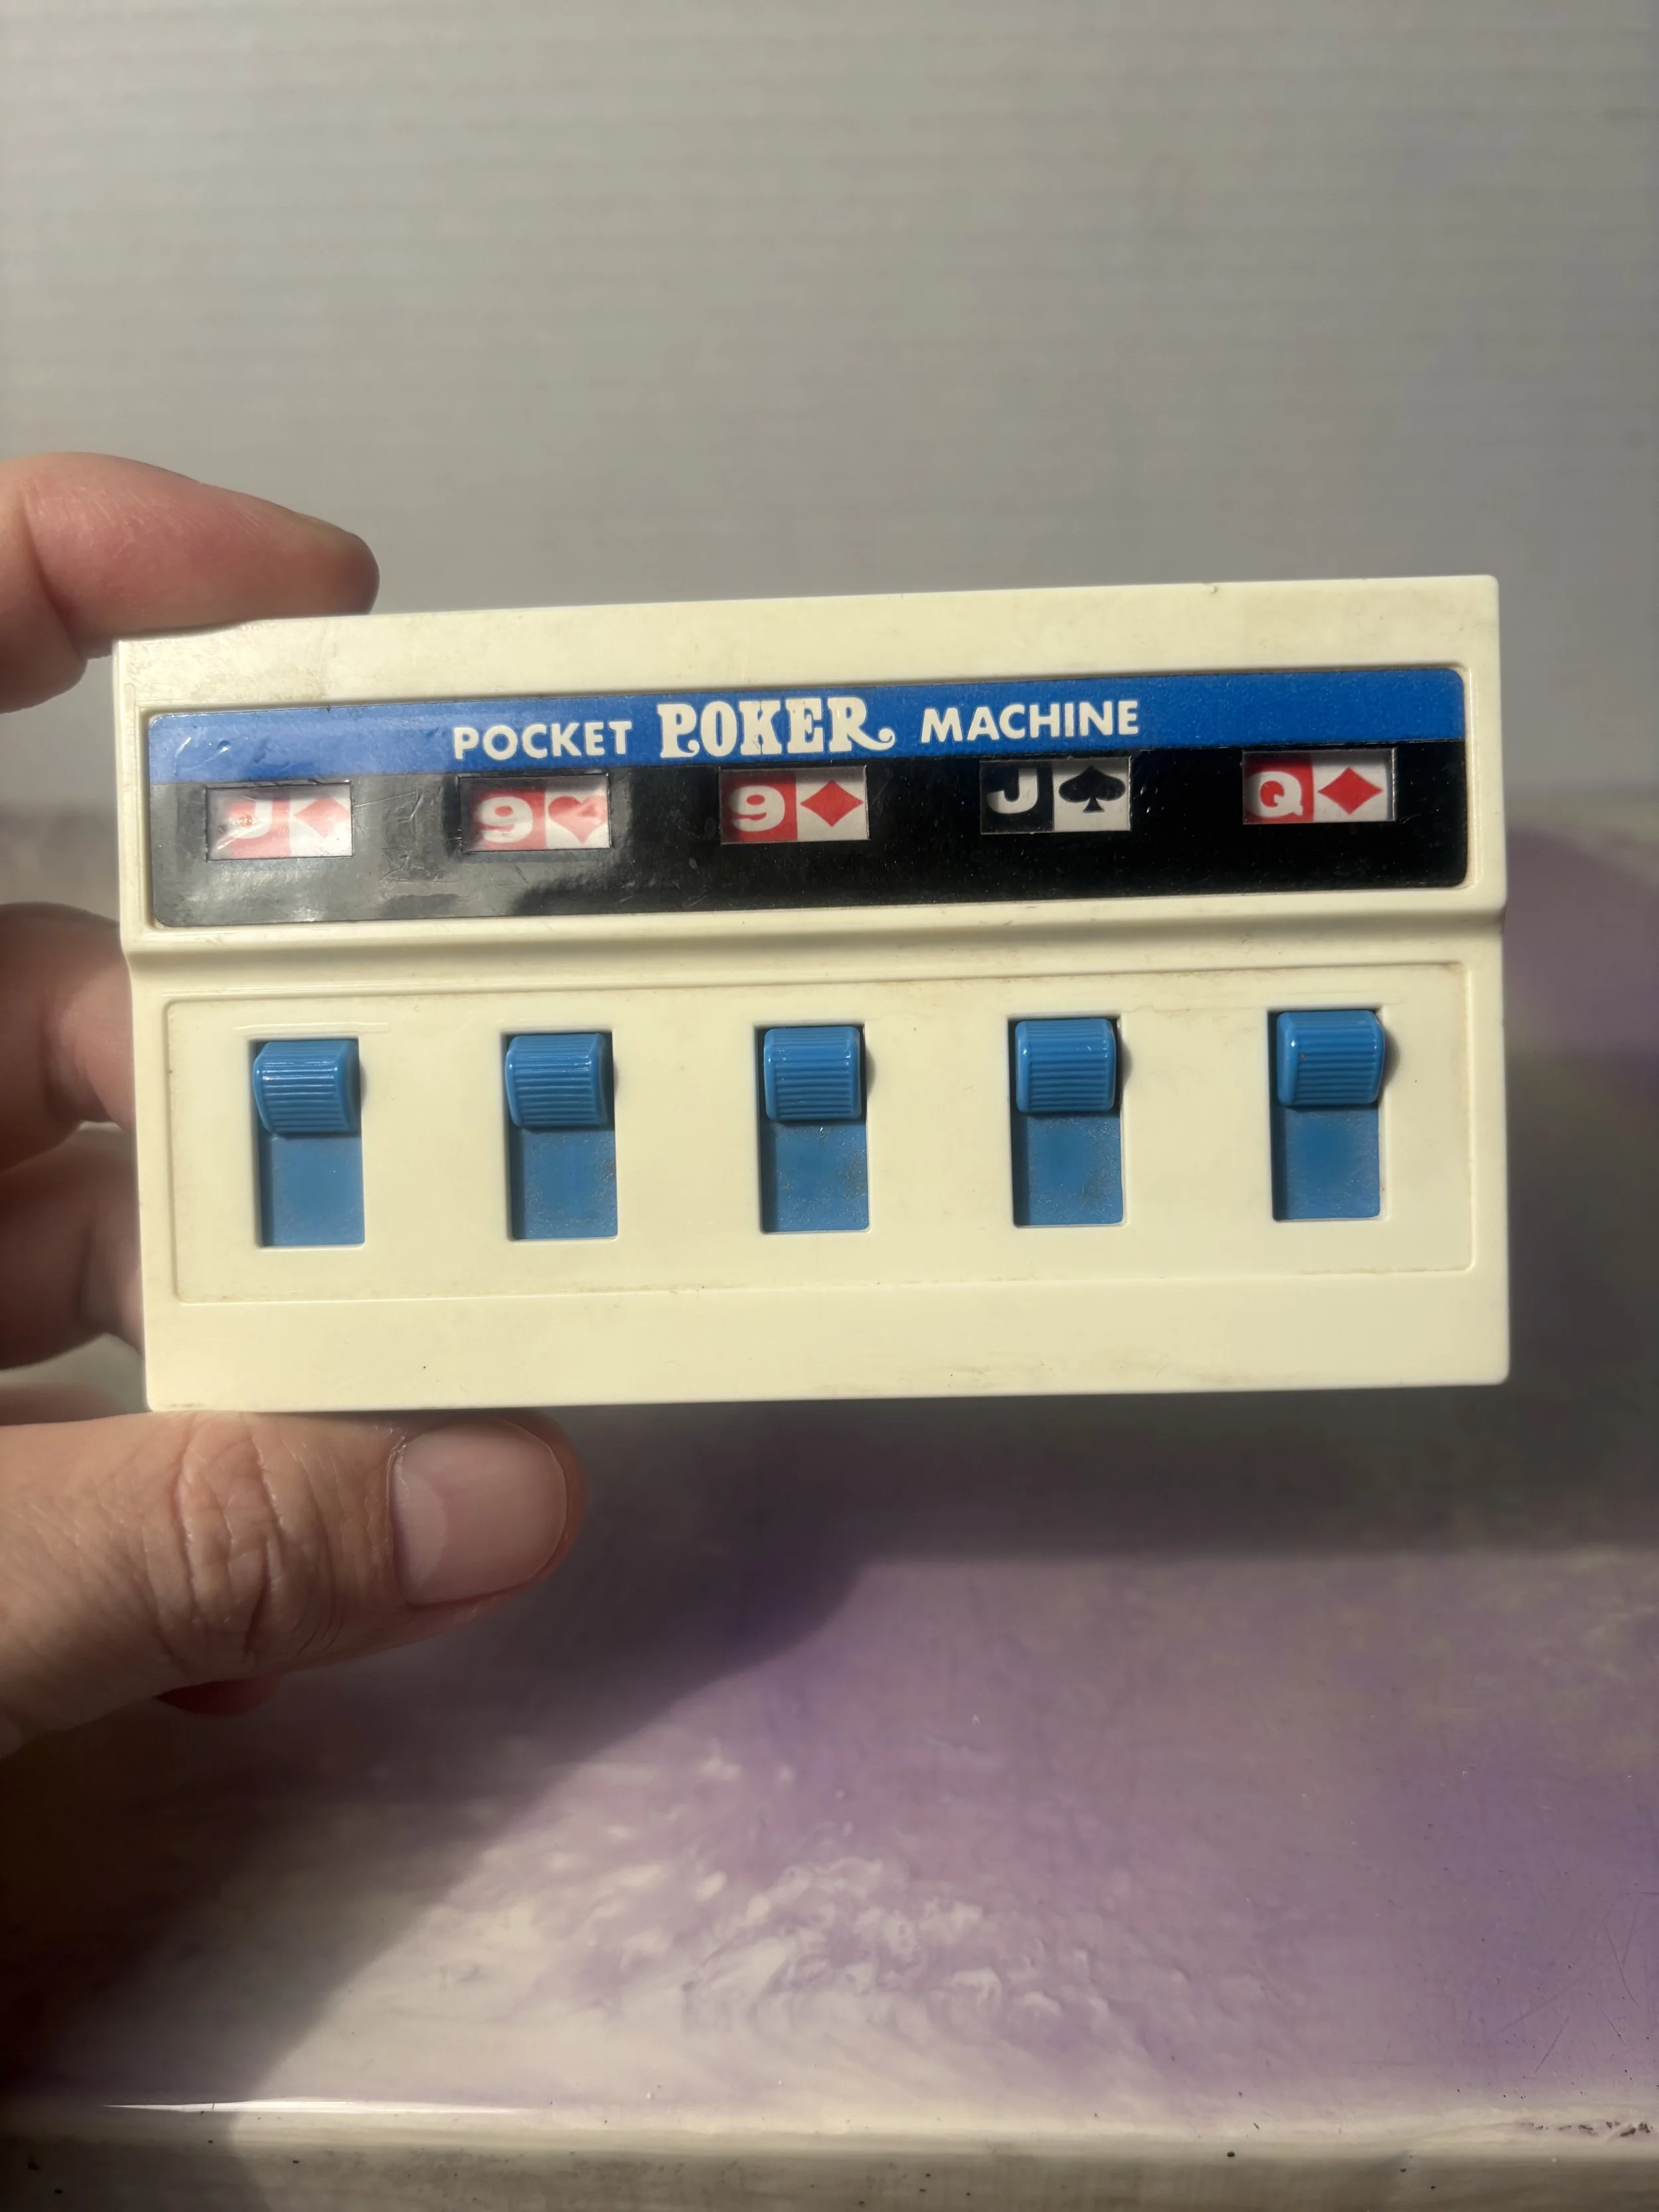 POCKET POKER MACHINE
J♦ 9♥ 9♦ J♠ Q♦